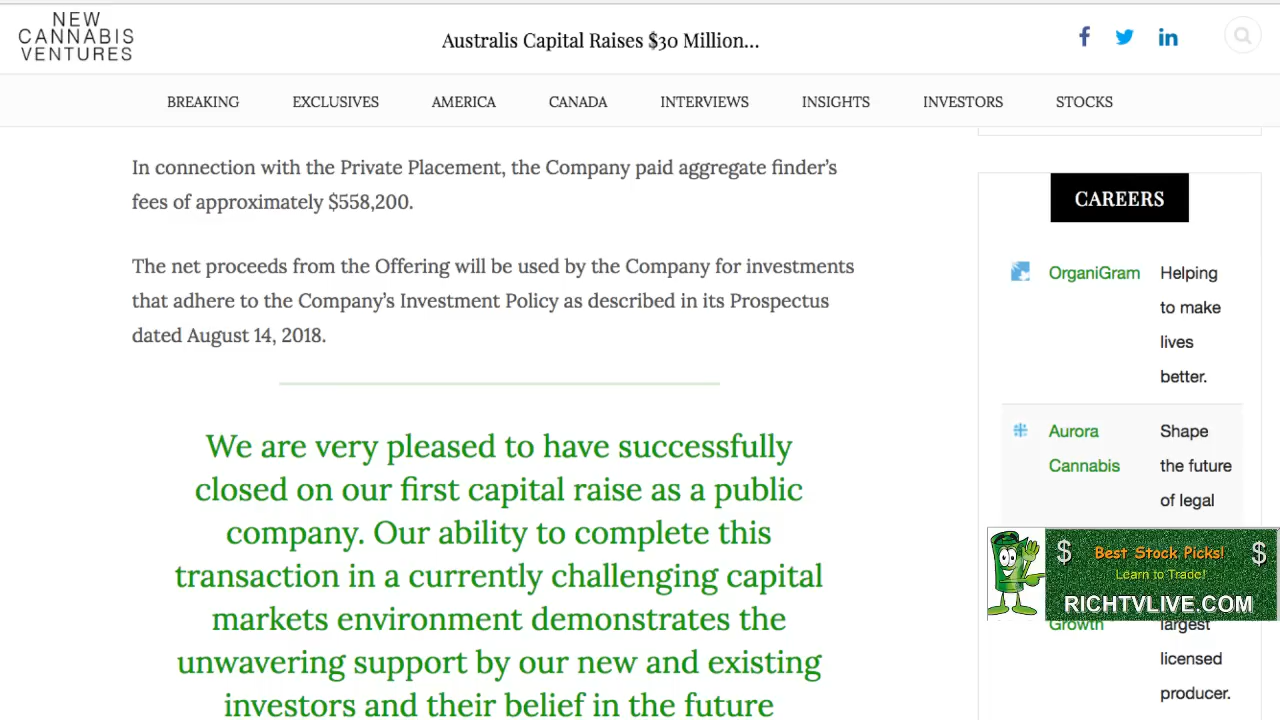 NEW
CANNABIS
VENTURES
Australis Capital Raises $30 Million...
BREAKING
EXCLUSIVES
AMERICA
CANADA
INTERVIEWS
INSIGHTS
INVESTORS
STOCKS
In connection with the Private Placement, the Company paid aggregate finder’s
fees of approximately $558,200.
The net proceeds from the Offering will be used by the Company for investments
that adhere to the Company’s Investment Policy as described in its Prospectus
dated August 14, 2018.
We are very pleased to have successfully
closed on our first capital raise as a public
company. Our ability to complete this
transaction in a currently challenging capital
markets environment demonstrates the
unwavering support by our new and existing
investors and their belief in the future
CAREERS
OrganiGram
Helping
to make
lives
better.
Aurora
Cannabis
Shape
the future
of legal
$ Best Stock Picks! $
Learn to Trade!
RICHTVLIVE.COM
Growth
largest
licensed
producer.